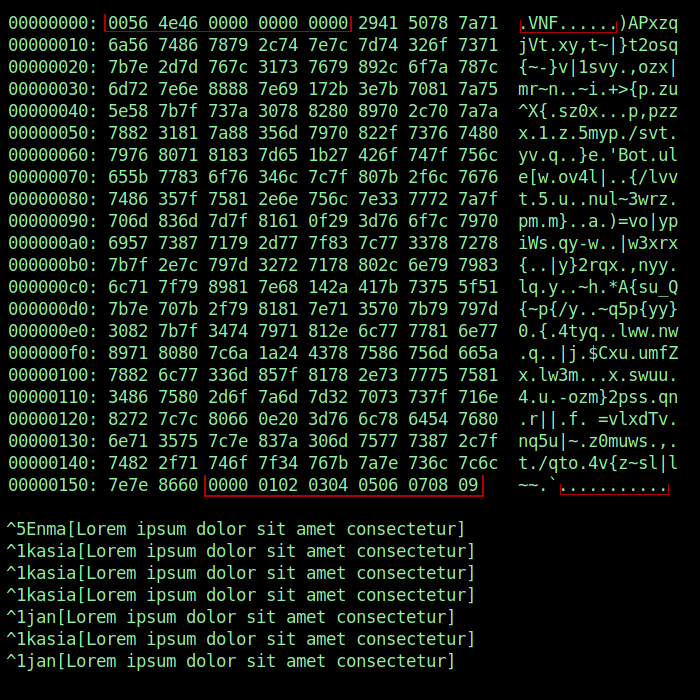 00000000: 0056 4e46 0000 0000 0000 2941 5078 7a71 .VNF......)APxzq
00000010: 6a56 7486 7879 2c74 7e7c 7d74 326f 7371 jVt.xy,t~|}t2osq
00000020: 7b7e 2d7d 767c 3173 7679 892c 6f7a 787c {~-}v|1svy.,ozx|
00000030: 6d72 7e6e 8888 7e69 172b 3e7b 7081 7a75 mr~n..~i.+>{p.zu
00000040: 5e58 7b7f 737a 3078 8280 8970 2c70 7a7a ^X{.sz0x...p,pzz
00000050: 7882 3181 7a88 356d 7970 822f 7376 7480 x.1.z.5myp./svt.
00000060: 7976 8071 8183 7d65 1b27 426f 747f 756c yv.q..}e.'Bot.ul
00000070: 655b 7783 6f76 346c 7c7f 807b 2f6c 7676 e[w.ov4l|..{/lvv
00000080: 7486 357f 7581 2e6e 756c 7e33 7772 7a7f t.5.u..nul~3wrz.
00000090: 706d 836d 7d7f 8161 0f29 3d76 6f7c 7970 pm.m}..a.)=vo|yp
000000a0: 6957 7387 7179 2d77 7f83 7c77 3378 7278 iWs.qy-w..|w3xrx
000000b0: 7b7f 2e7c 797d 3272 7178 802c 6e79 7983 {..|y}2rqx.,nyy.
000000c0: 6c71 7f79 8981 7e68 142a 417b 7375 5f51 lq.y..~h.*A{su_Q
000000d0: 7b7e 707b 2f79 8181 7e71 3570 7b79 797d {~p{/y..~q5p{yy}
000000e0: 3082 7b7f 3474 7971 812e 6c77 7781 6e77 0.{.4tyq..lww.nw
000000f0: 8971 8080 7c6a 1a24 4378 7586 756d 665a .q..|j.$Cxu.umfZ
00000100: 7882 6c77 336d 857f 8178 2e73 7775 7581 x.lw3m...x.swuu.
00000110: 3486 7580 2d6f 7a6d 7d32 7073 737f 716e 4.u.-ozm}2pss.qn
00000120: 8272 7c7c 8066 0e20 3d76 6c78 6454 7680 .r||.f. =vlxdTv.
00000130: 6e71 3575 7c7e 837a 306d 7577 7387 2c7f nq5u|~.z0muws.,.
00000140: 7482 2f71 746f 7f34 767b 7a7e 736c 7c6c t./qto.4v{z~sl|l
00000150: 7e7e 8660 0000 0102 0304 0506 0708 09 ~~.`...........
^5Enma[Lorem ipsum dolor sit amet consectetur]
^1kasia[Lorem ipsum dolor sit amet consectetur]
^1kasia[Lorem ipsum dolor sit amet consectetur]
^1kasia[Lorem ipsum dolor sit amet consectetur]
^1jan[Lorem ipsum dolor sit amet consectetur]
^1kasia[Lorem ipsum dolor sit amet consectetur]
^1jan[Lorem ipsum dolor sit amet consectetur]